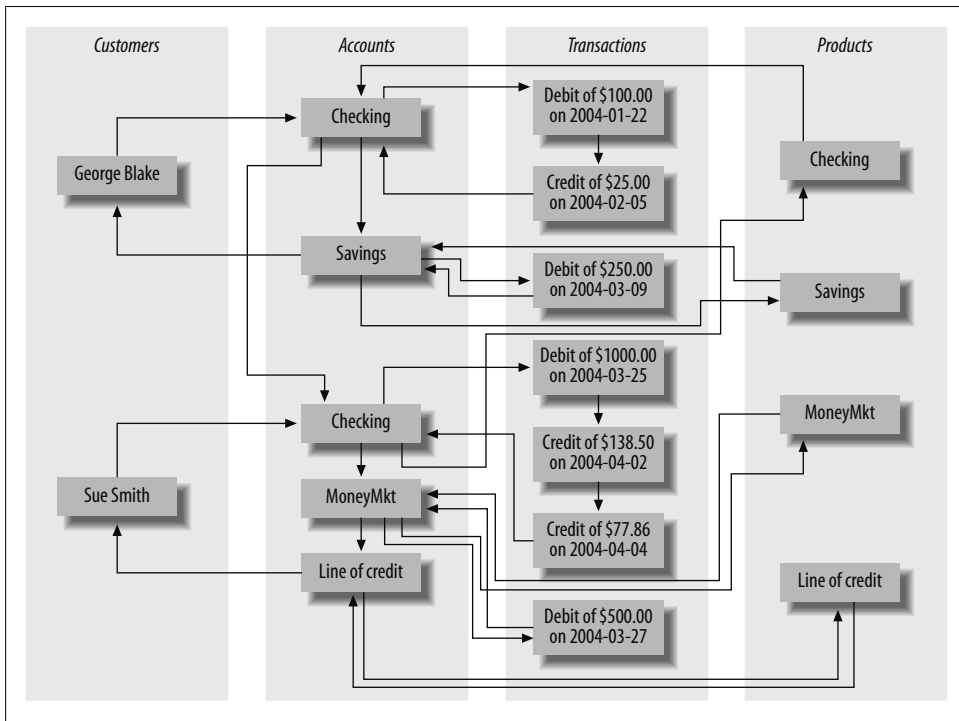 Customers
Accounts
Transactions
Products
Checking
Debit of $100.00
on 2004-01-22
George Blake
Credit of $25.00
on 2004-02-05
Checking
Savings
Debit of $250.00
on 2004-03-09
Savings
Debit of $1000.00
on 2004-03-25
Checking
Credit of $138.50
on 2004-04-02
MoneyMkt
Sue Smith
MoneyMkt
Credit of $77.86
on 2004-04-04
Line of credit
Line of credit
Debit of $500.00
on 2004-03-27